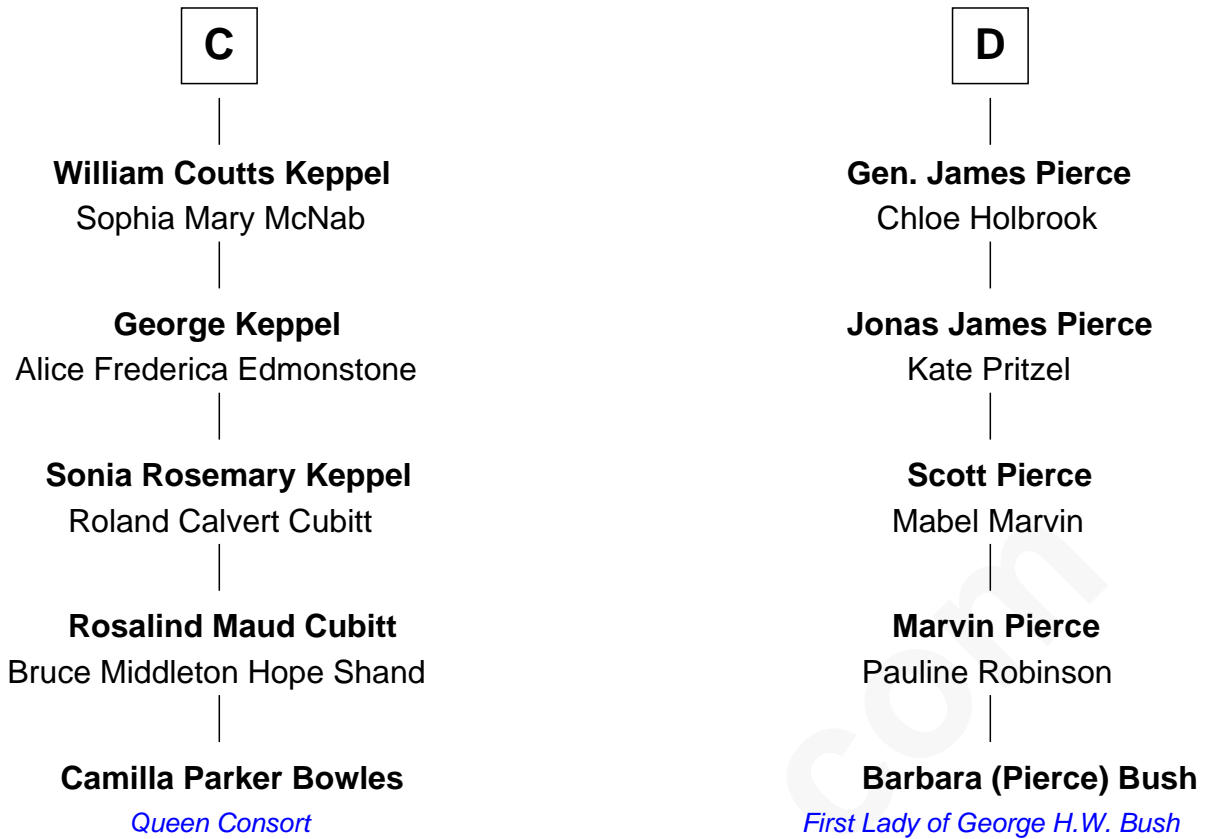 C
William Coutts Keppel
Sophia Mary McNab
George Keppel
Alice Frederica Edmonstone
Sonia Rosemary Keppel
Roland Calvert Cubitt
Rosalind Maud Cubitt
Bruce Middleton Hope Shand
Camilla Parker Bowles
Queen Consort
D
Gen. James Pierce
Chloe Holbrook
Jonas James Pierce
Kate Pritzel
Scott Pierce
Mabel Marvin
Marvin Pierce
Pauline Robinson
Barbara (Pierce) Bush
First Lady of George H.W. Bush
com